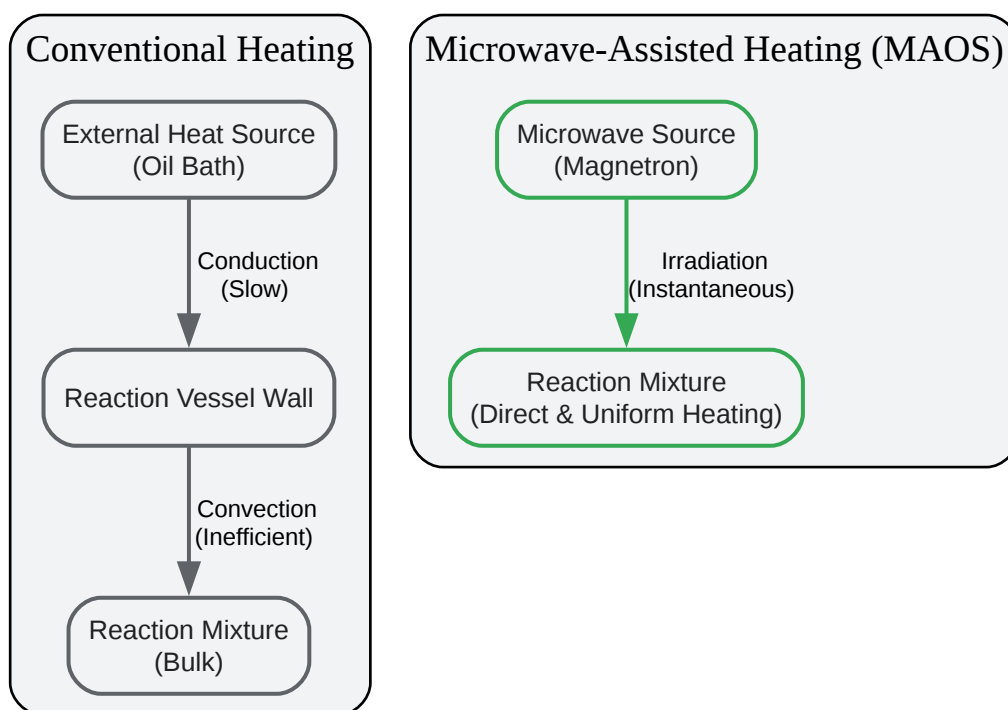 Conventional Heating
External Heat Source
(Oil Bath)
Conduction
(Slow)
Reaction Vessel Wall
Convection
(Inefficient)
Reaction Mixture
(Bulk)
Microwave-Assisted Heating (MAOS)
Microwave Source
(Magnetron)
Irradiation
(Instantaneous)
Reaction Mixture
(Direct & Uniform Heating)